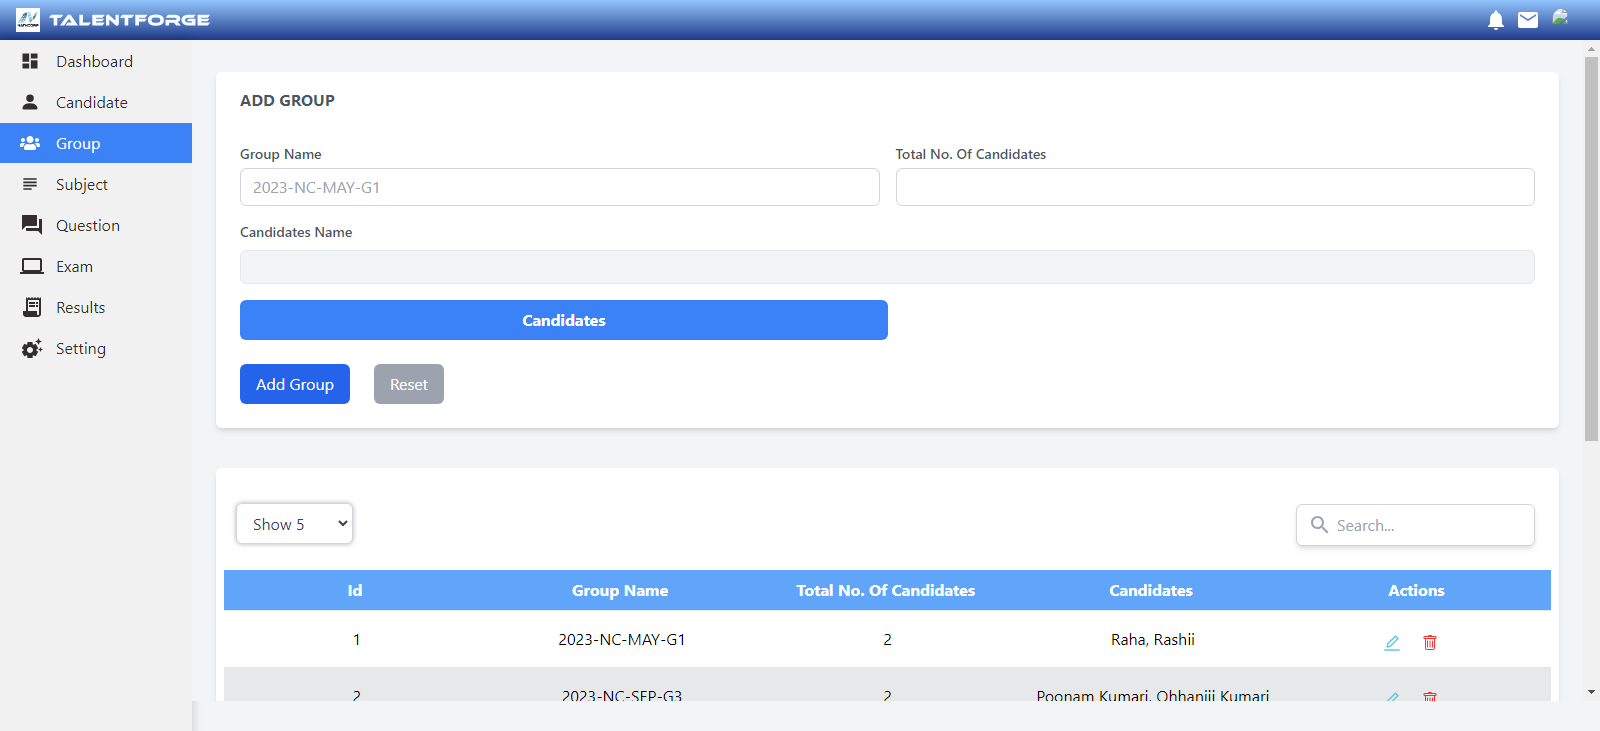 TALENTFORGE
Dashboard
Candidate
Group
Subject
Question
Exam
Results
Setting
ADD GROUP
Group Name
Total No. Of Candidates
2023-NC-MAY-G1
Candidates Name
Candidates
Add Group
Reset
Show 5
Search...
Id Group Name Total No. Of Candidates Candidates Actions
1 2023-NC-MAY-G1 2 Raha, Rashii
2 2023-NC-SEP-G3 2 Poonam Kumari, Ohhaniii Kumari